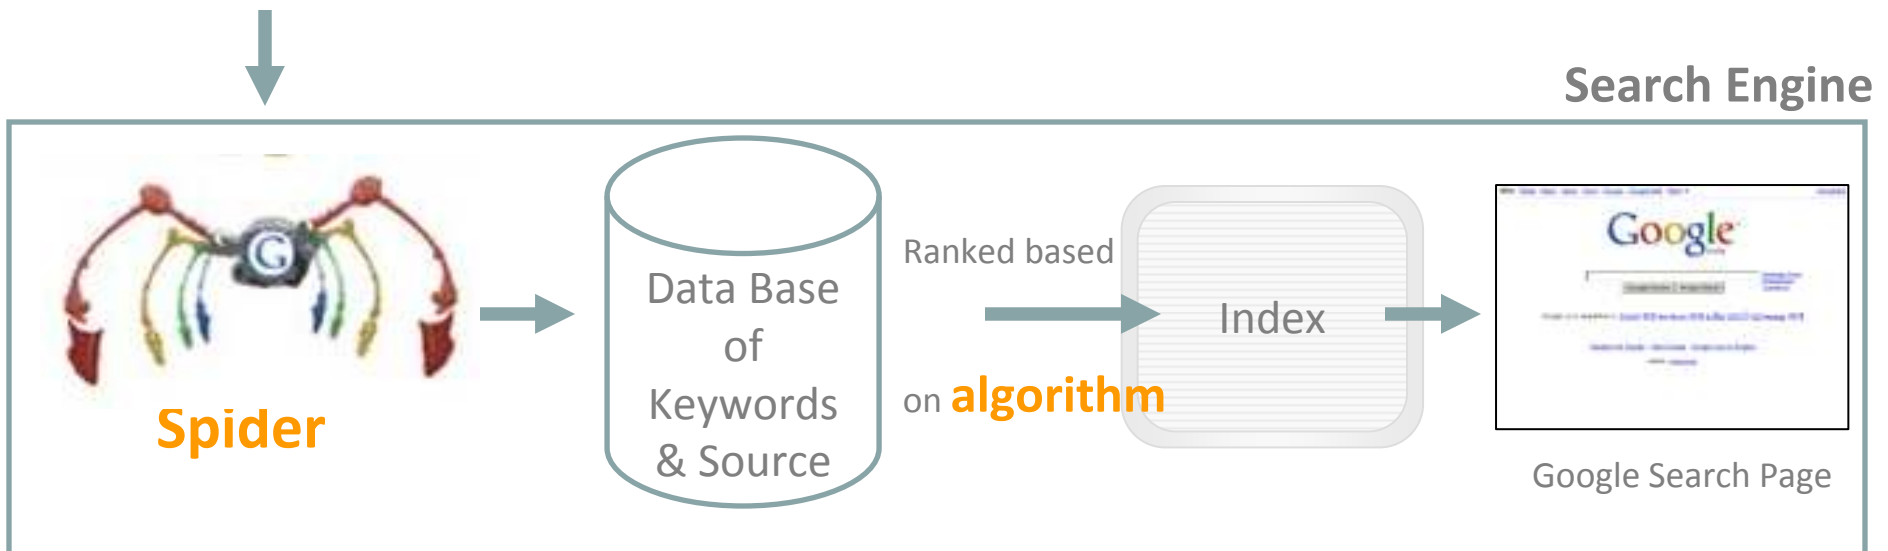 Search Engine
G
Spider
Data Base
of
Keywords
& Source
Ranked based
on algorithm
Index
Google
Google Search Page